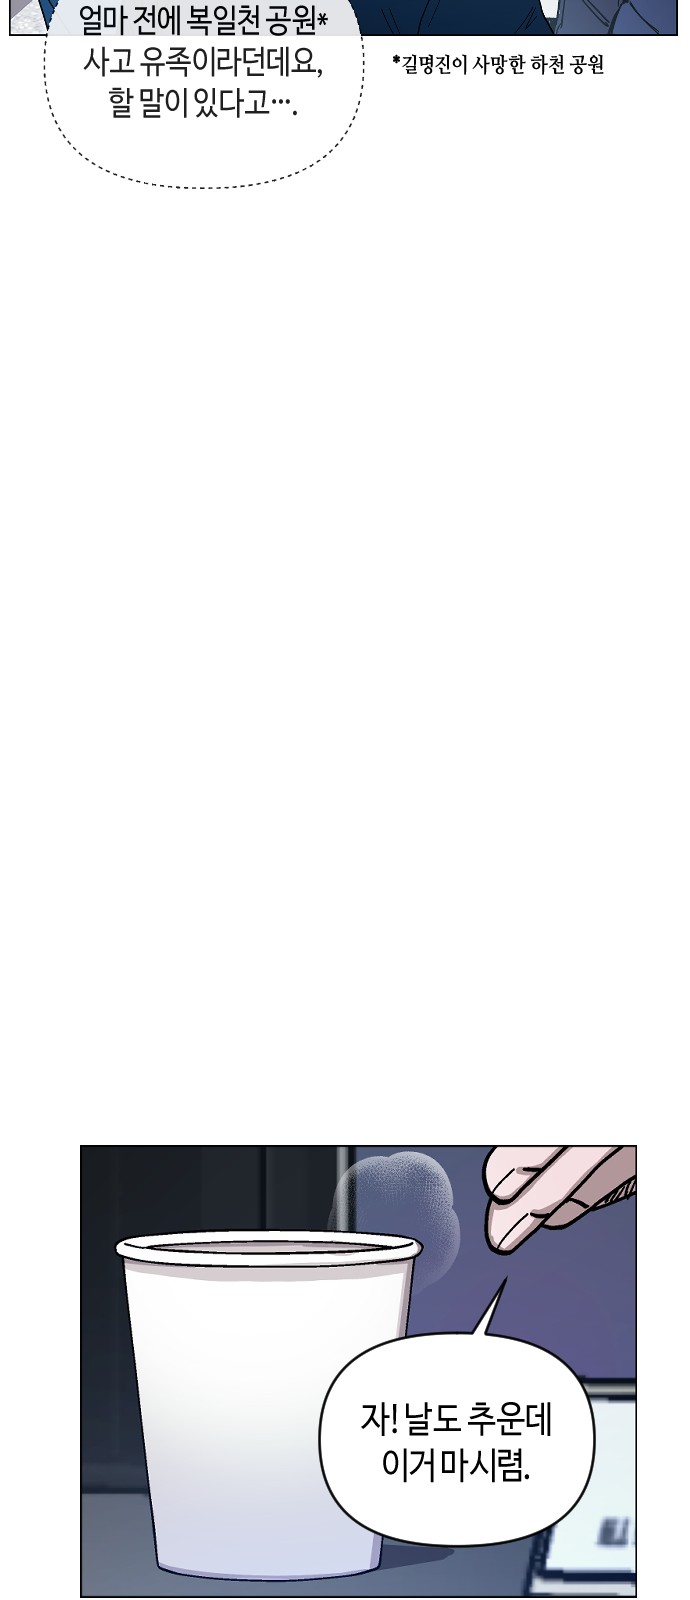 얼마 전에 복일천 공원*
사고 유족이라던데요,
할 말이 있다고….
*길명진이 사망한 하천 공원
자! 날도 추운데
이거 마시렴.